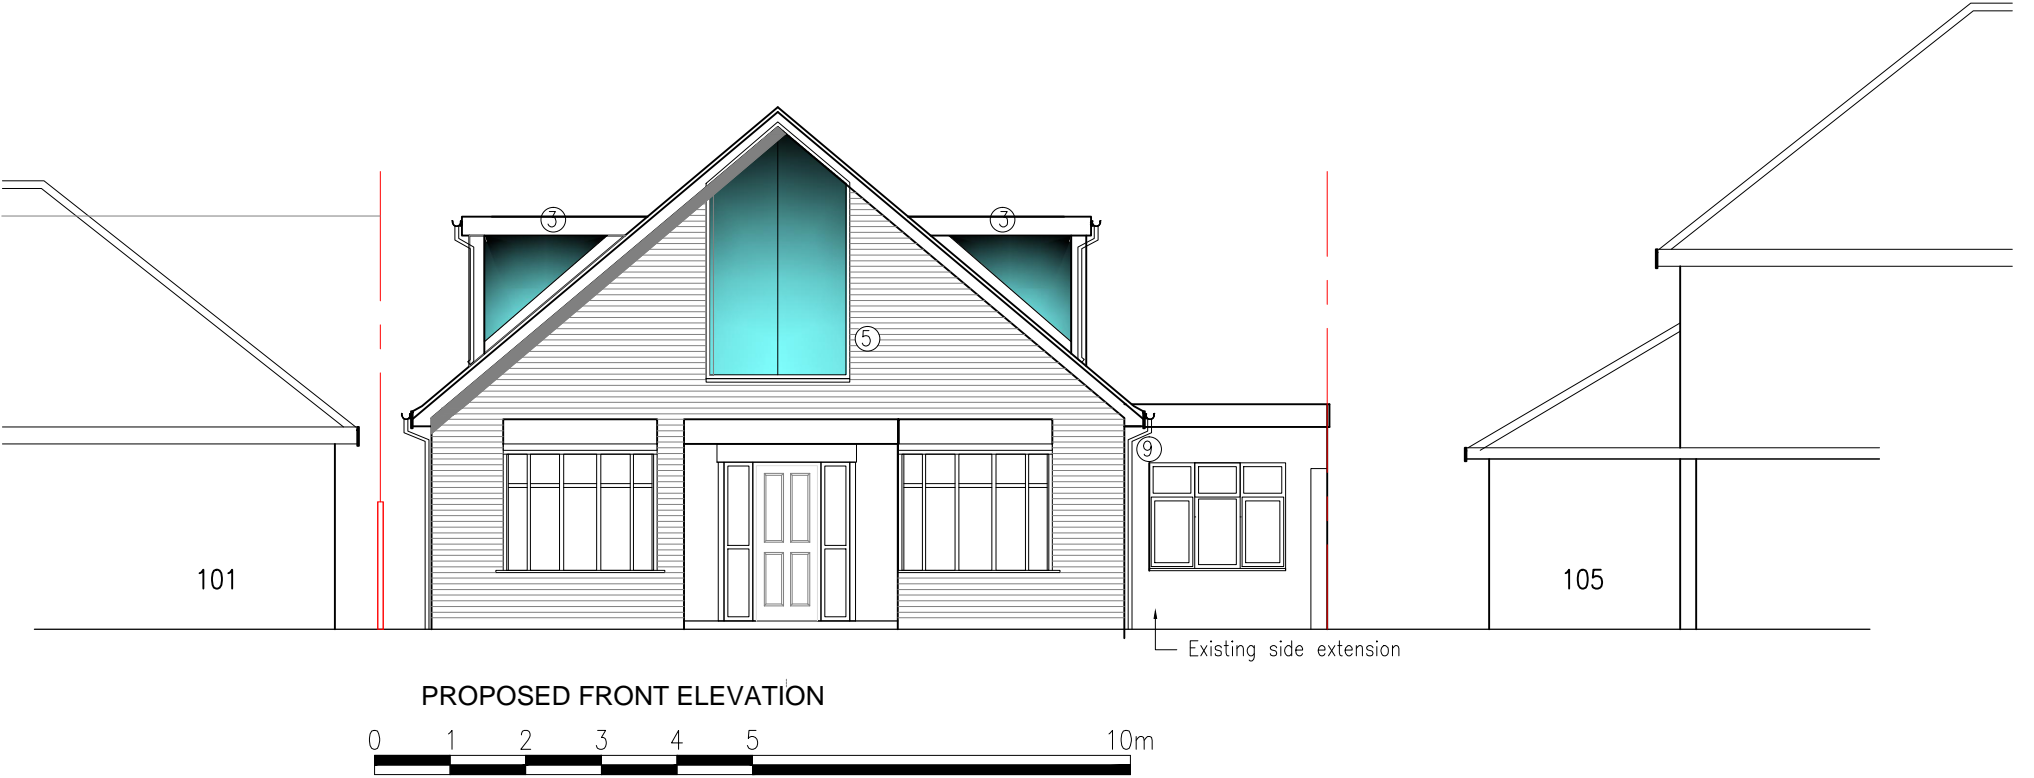 3
3
5
9
101
105
Existing side extension
PROPOSED FRONT ELEVATION
0 1 2 3 4 5 10m